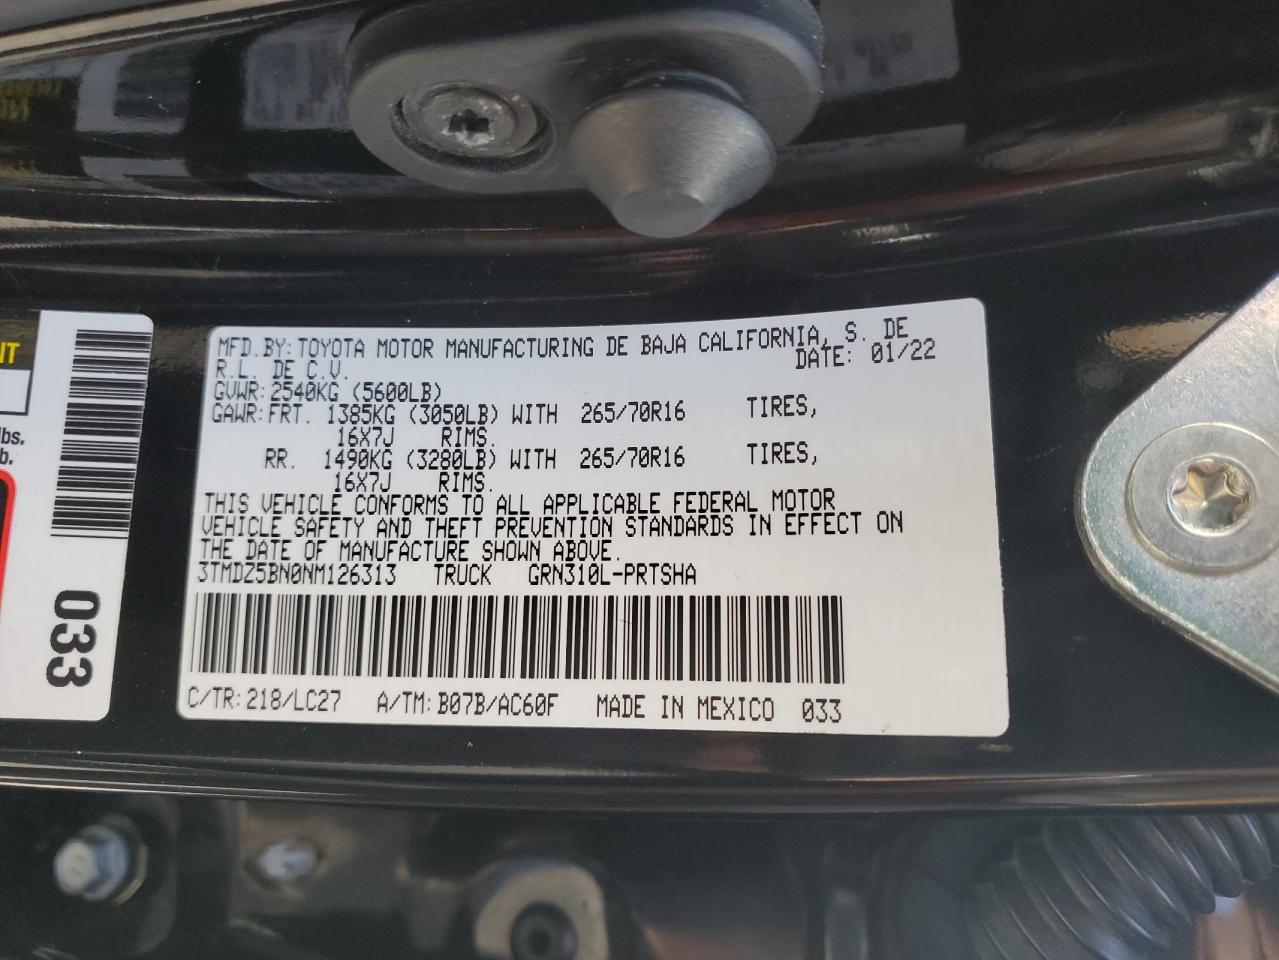 MFD.BY: TOYOTA MOTOR MANUFACTURING DE BAJA CALIFORNIA, S. DE
R.L. DE C.V. DATE: 01/22
GVWR: 2540KG (5600LB)
GAWR: FRT. 1385KG (3050LB) WITH 265/70R16 TIRES,
16X7J RIMS.
RR. 1490KG (3280LB) WITH 265/70R16 TIRES,
16X7J RIMS.
THIS VEHICLE CONFORMS TO ALL APPLICABLE FEDERAL MOTOR
VEHICLE SAFETY AND THEFT PREVENTION STANDARDS IN EFFECT ON
THE DATE OF MANUFACTURE SHOWN ABOVE.
3TMDZ5BN0NM126313 TRUCK GRN310L-PRTSHA
C/TR: 218/LC27 A/TM: B07B/AC60F MADE IN MEXICO 033
IT
lbs.
b.
033